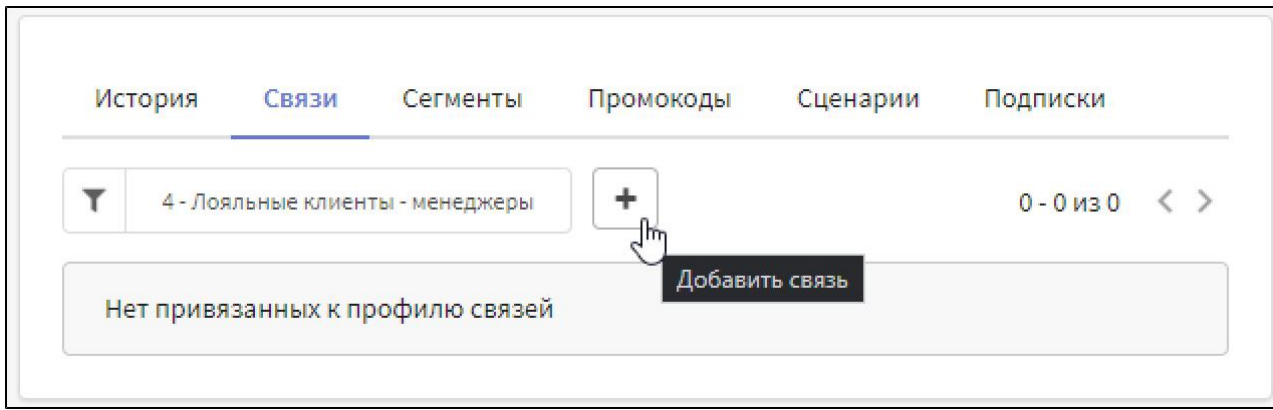 История Связи Сегменты Промокоды Сценарии Подписки
4 - Лояльные клиенты - менеджеры 0 - 0 из 0
Добавить связь
Нет привязанных к профилю связей